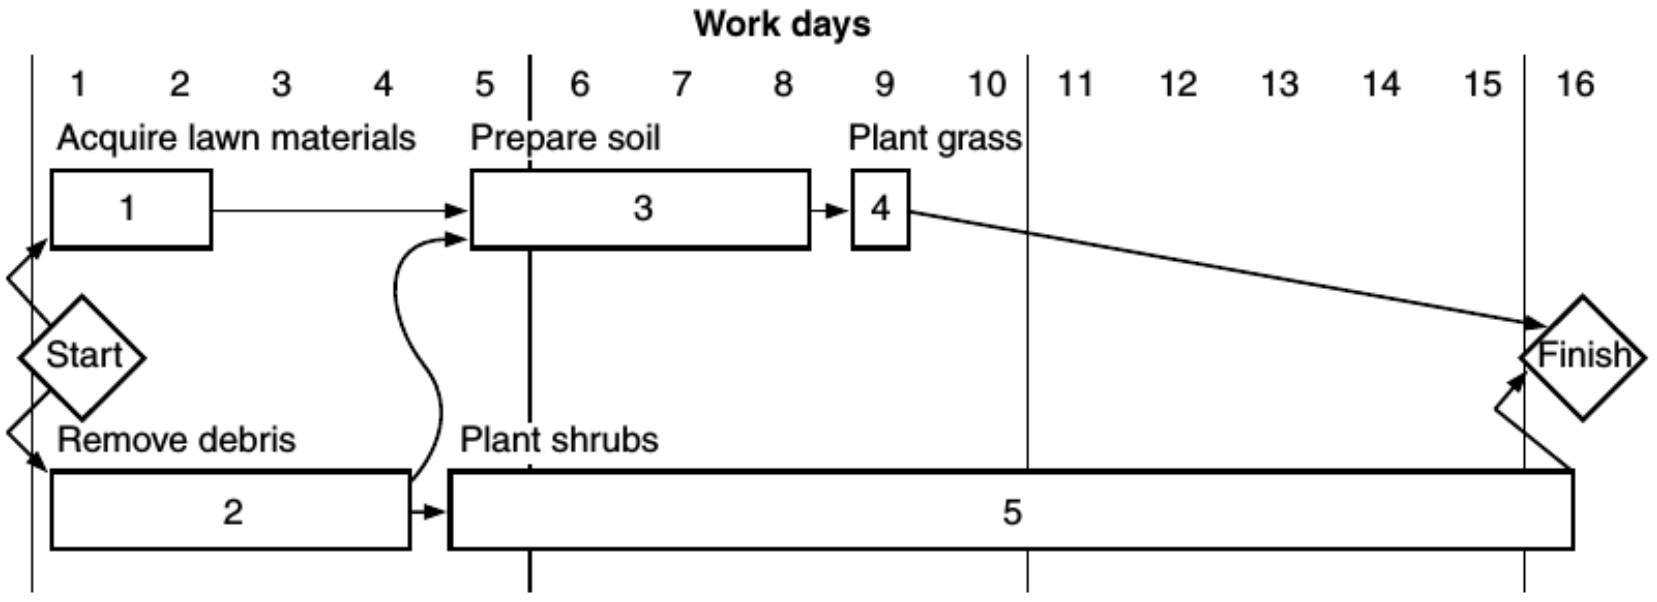 Work days
1 2 3 4 5 6 7 8 9 10 11 12 13 14 15 16
Acquire lawn materials Prepare soil Plant grass
1 3 4
Start Finish
Remove debris Plant shrubs
2 5